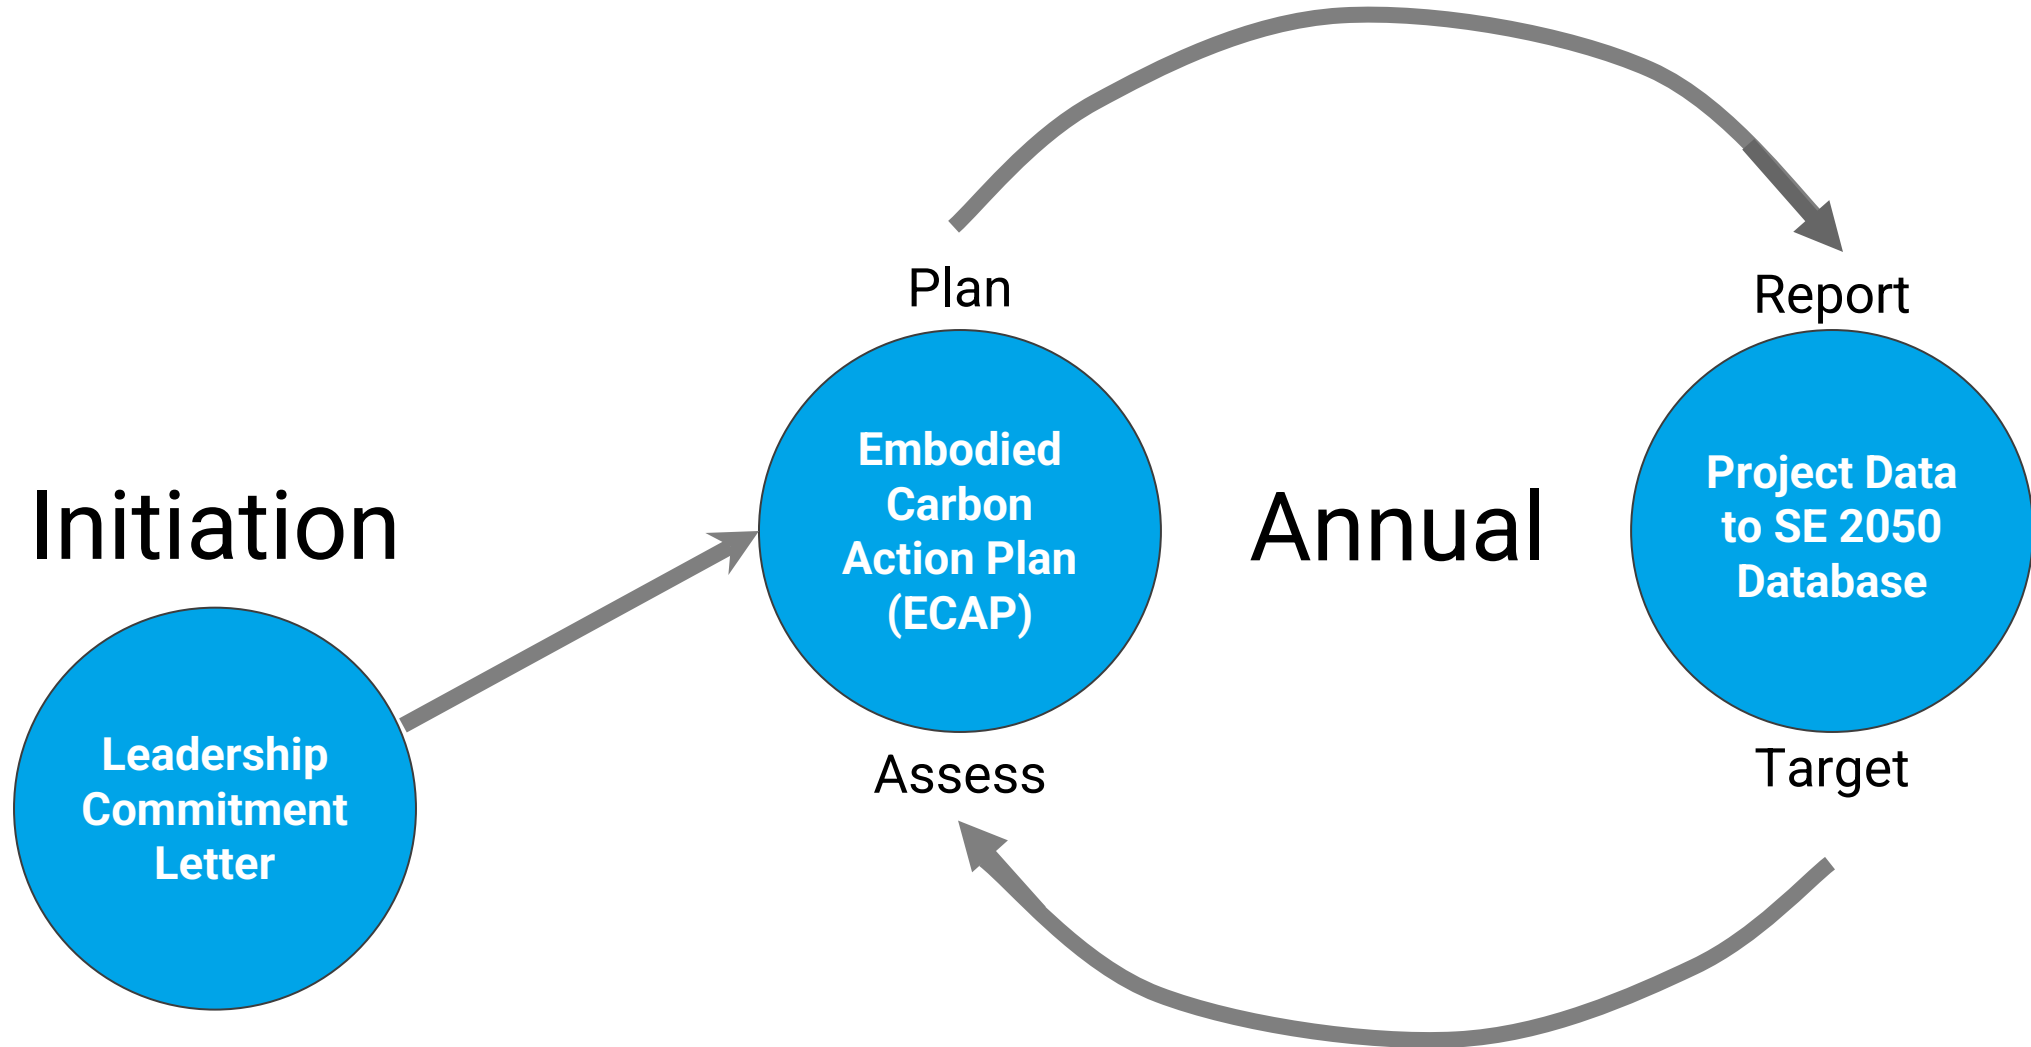 Initiation
Leadership
Commitment
Letter
Plan
Embodied
Carbon
Action Plan
(ECAP)
Assess
Annual
Report
Project Data
to SE 2050
Database
Target